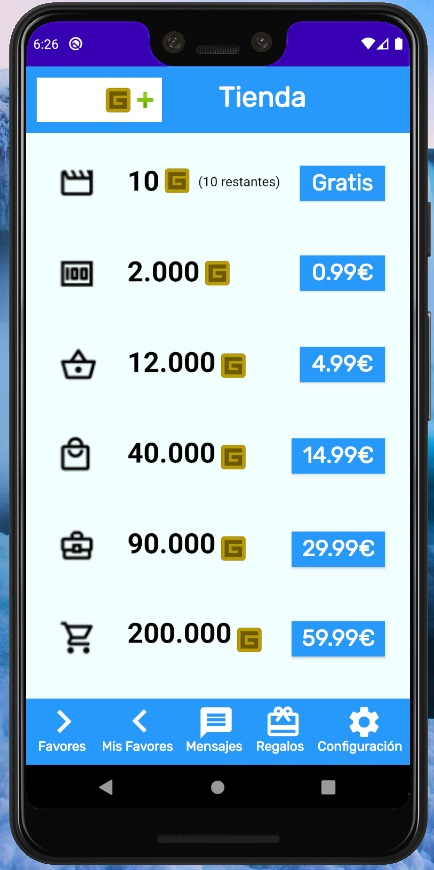 6:26
G +
Tienda
10 G (10 restantes)
Gratis
100
2.000 G
0.99€
12.000 G
4.99€
40.000 G
14.99€
90.000 G
29.99€
200.000 G
59.99€
Favores
Mis Favores
Mensajes
Regalos
Configuración